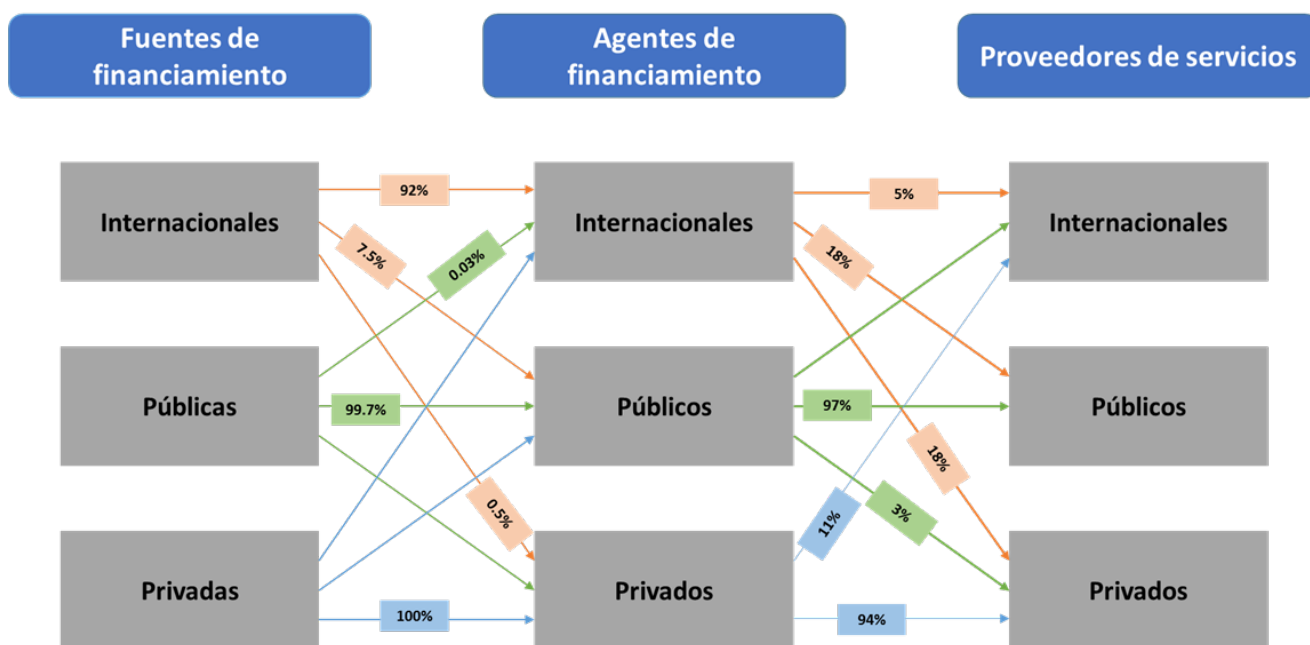 Fuentes de
financiamiento
Agentes de
financiamiento
Proveedores de servicios
Internacionales
92%
Internacionales
5%
Internacionales
7.5%
0.03%
18%
Públicas
99.7%
Públicos
97%
Públicos
18%
0.5%
11%
3%
Privadas
100%
Privados
94%
Privados